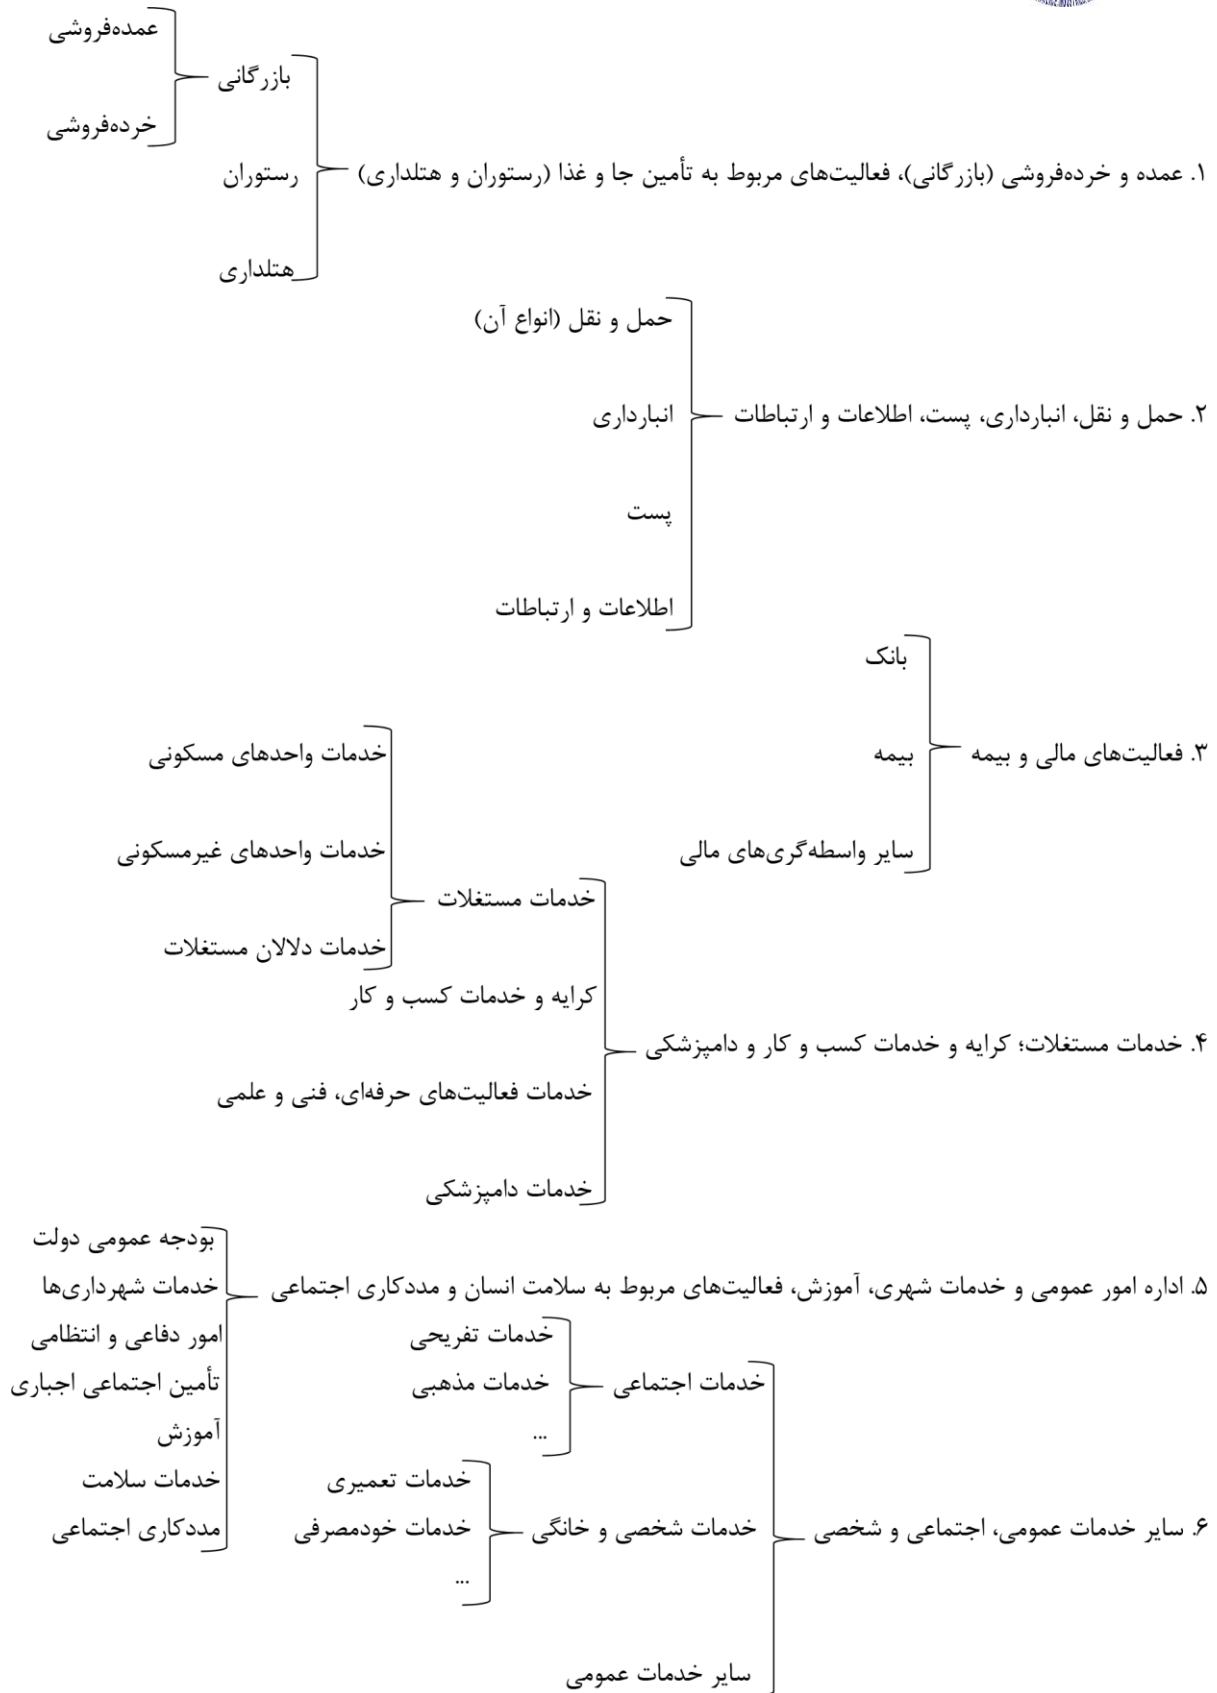 عمده‌فروشی
بازرگانی
خرده‌فروشی
۱. عمده و خرده‌فروشی (بازرگانی)، فعالیت‌های مربوط به تأمین جا و غذا (رستوران و هتلداری)
رستوران
هتلداری
حمل و نقل (انواع آن)
۲. حمل و نقل، انبارداری، پست، اطلاعات و ارتباطات
انبارداری
پست
اطلاعات و ارتباطات
بانک
۳. فعالیت‌های مالی و بیمه
بیمه
سایر واسطه‌گری‌های مالی
خدمات واحدهای مسکونی
خدمات واحدهای غیرمسکونی
خدمات مستغلات
خدمات دلالان مستغلات
کرایه و خدمات کسب و کار
۴. خدمات مستغلات؛ کرایه و خدمات کسب و کار و دامپزشکی
خدمات فعالیت‌های حرفه‌ای، فنی و علمی
خدمات دامپزشکی
بودجه عمومی دولت
۵. اداره امور عمومی و خدمات شهری، آموزش، فعالیت‌های مربوط به سلامت انسان و مددکاری اجتماعی
خدمات شهرداری‌ها
امور دفاعی و انتظامی
تأمین اجتماعی اجباری
آموزش
خدمات سلامت
مددکاری اجتماعی
خدمات تفریحی
خدمات اجتماعی
خدمات مذهبی
...
خدمات تعمیری
۶. سایر خدمات عمومی، اجتماعی و شخصی
خدمات شخصی و خانگی
خدمات خودمصرفی
...
سایر خدمات عمومی